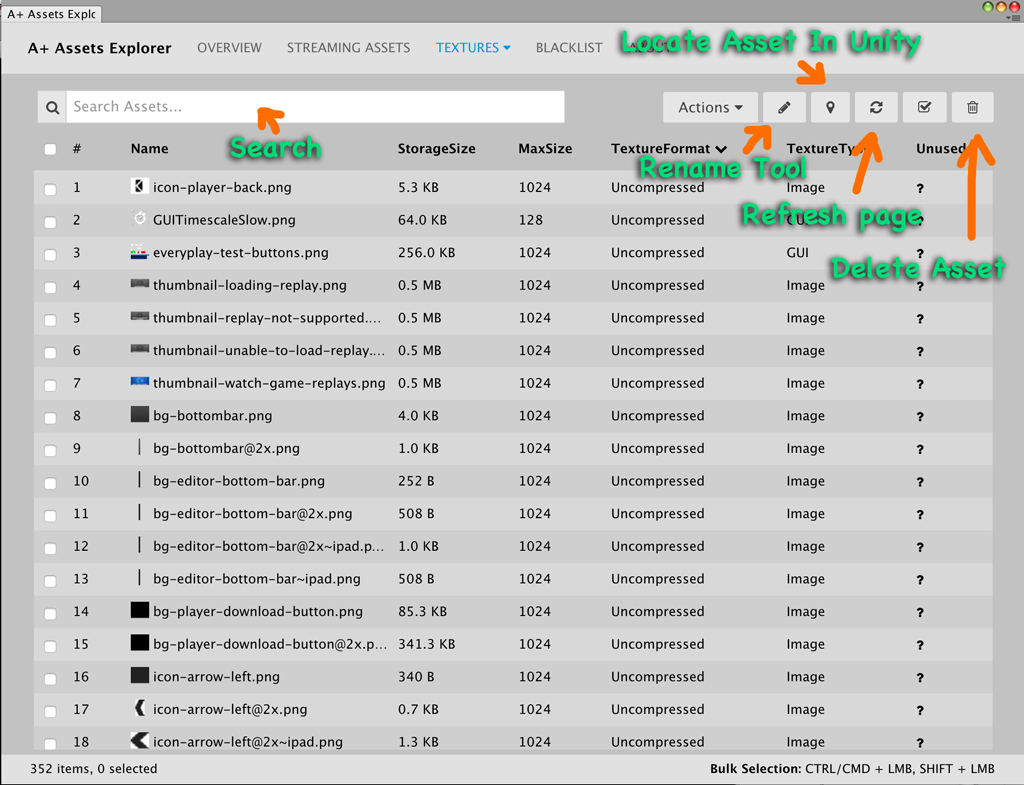 A+ Assets Explc
A+ Assets Explorer OVERVIEW STREAMING ASSETS TEXTURES BLACKLIST
Locate Asset In Unity
Search Assets...
Actions
Search
# Name StorageSize MaxSize TextureFormat TextureType Unused
Rename Tool
1 icon-player-back.png 5.3 KB 1024 Uncompressed Image ?
Refresh page
2 GUITimescaleSlow.png 64.0 KB 128 Uncompressed GUI ?
3 everyplay-test-buttons.png 256.0 KB 1024 Uncompressed GUI ?
Delete Asset
4 thumbnail-loading-replay.png 0.5 MB 1024 Uncompressed Image ?
5 thumbnail-replay-not-supported.... 0.5 MB 1024 Uncompressed Image ?
6 thumbnail-unable-to-load-replay.... 0.5 MB 1024 Uncompressed Image ?
7 thumbnail-watch-game-replays.png 0.5 MB 1024 Uncompressed Image ?
8 bg-bottombar.png 4.0 KB 1024 Uncompressed Image ?
9 bg-bottombar@2x.png 1.0 KB 1024 Uncompressed Image ?
10 bg-editor-bottom-bar.png 252 B 1024 Uncompressed Image ?
11 bg-editor-bottom-bar@2x.png 508 B 1024 Uncompressed Image ?
12 bg-editor-bottom-bar@2x~ipad.p... 1.0 KB 1024 Uncompressed Image ?
13 bg-editor-bottom-bar~ipad.png 508 B 1024 Uncompressed Image ?
14 bg-player-download-button.png 85.3 KB 1024 Uncompressed Image ?
15 bg-player-download-button@2x.p... 341.3 KB 1024 Uncompressed Image ?
16 icon-arrow-left.png 340 B 1024 Uncompressed Image ?
17 icon-arrow-left@2x.png 0.7 KB 1024 Uncompressed Image ?
18 icon-arrow-left@2x~ipad.png 1.3 KB 1024 Uncompressed Image ?
352 items, 0 selected Bulk Selection: CTRL/CMD + LMB, SHIFT + LMB